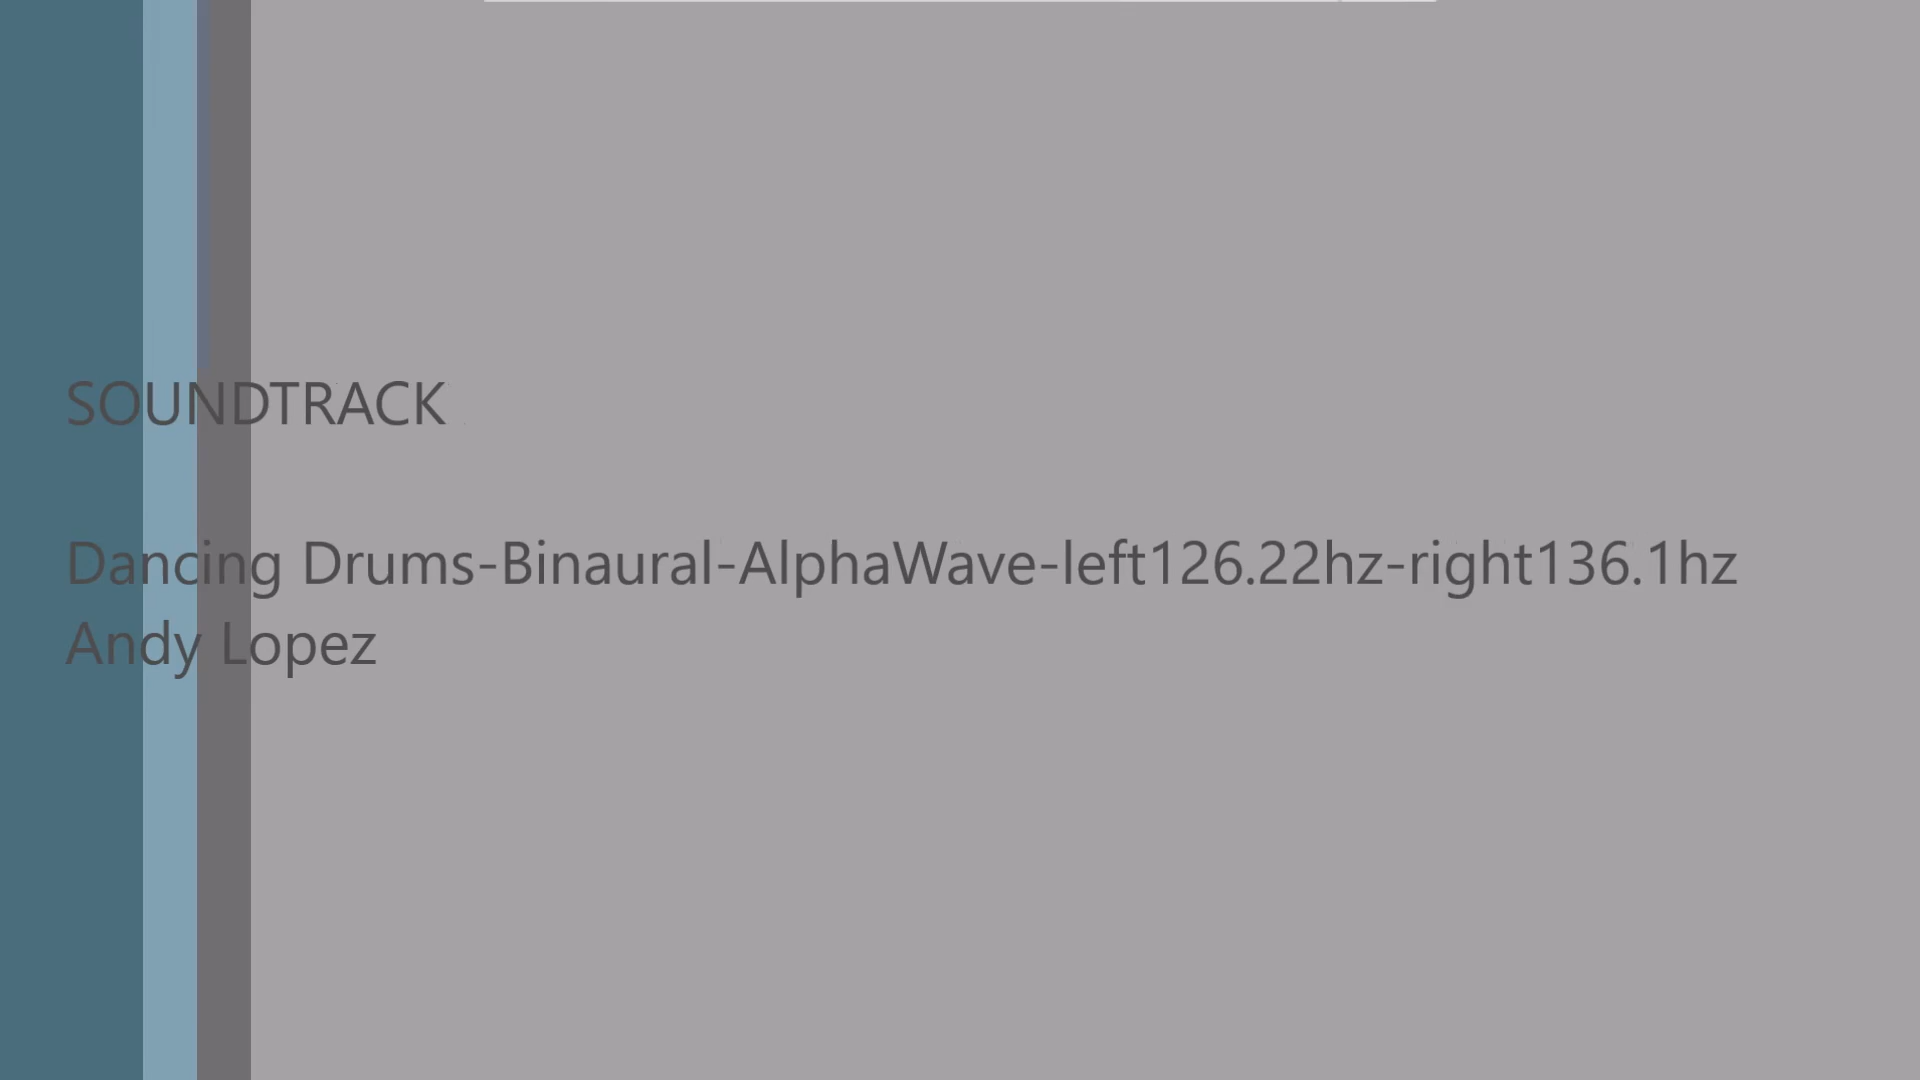 SOUNDTRACK
Dancing Drums-Binaural-AlphaWave-left126.22hz-right136.1hz
Andy Lopez